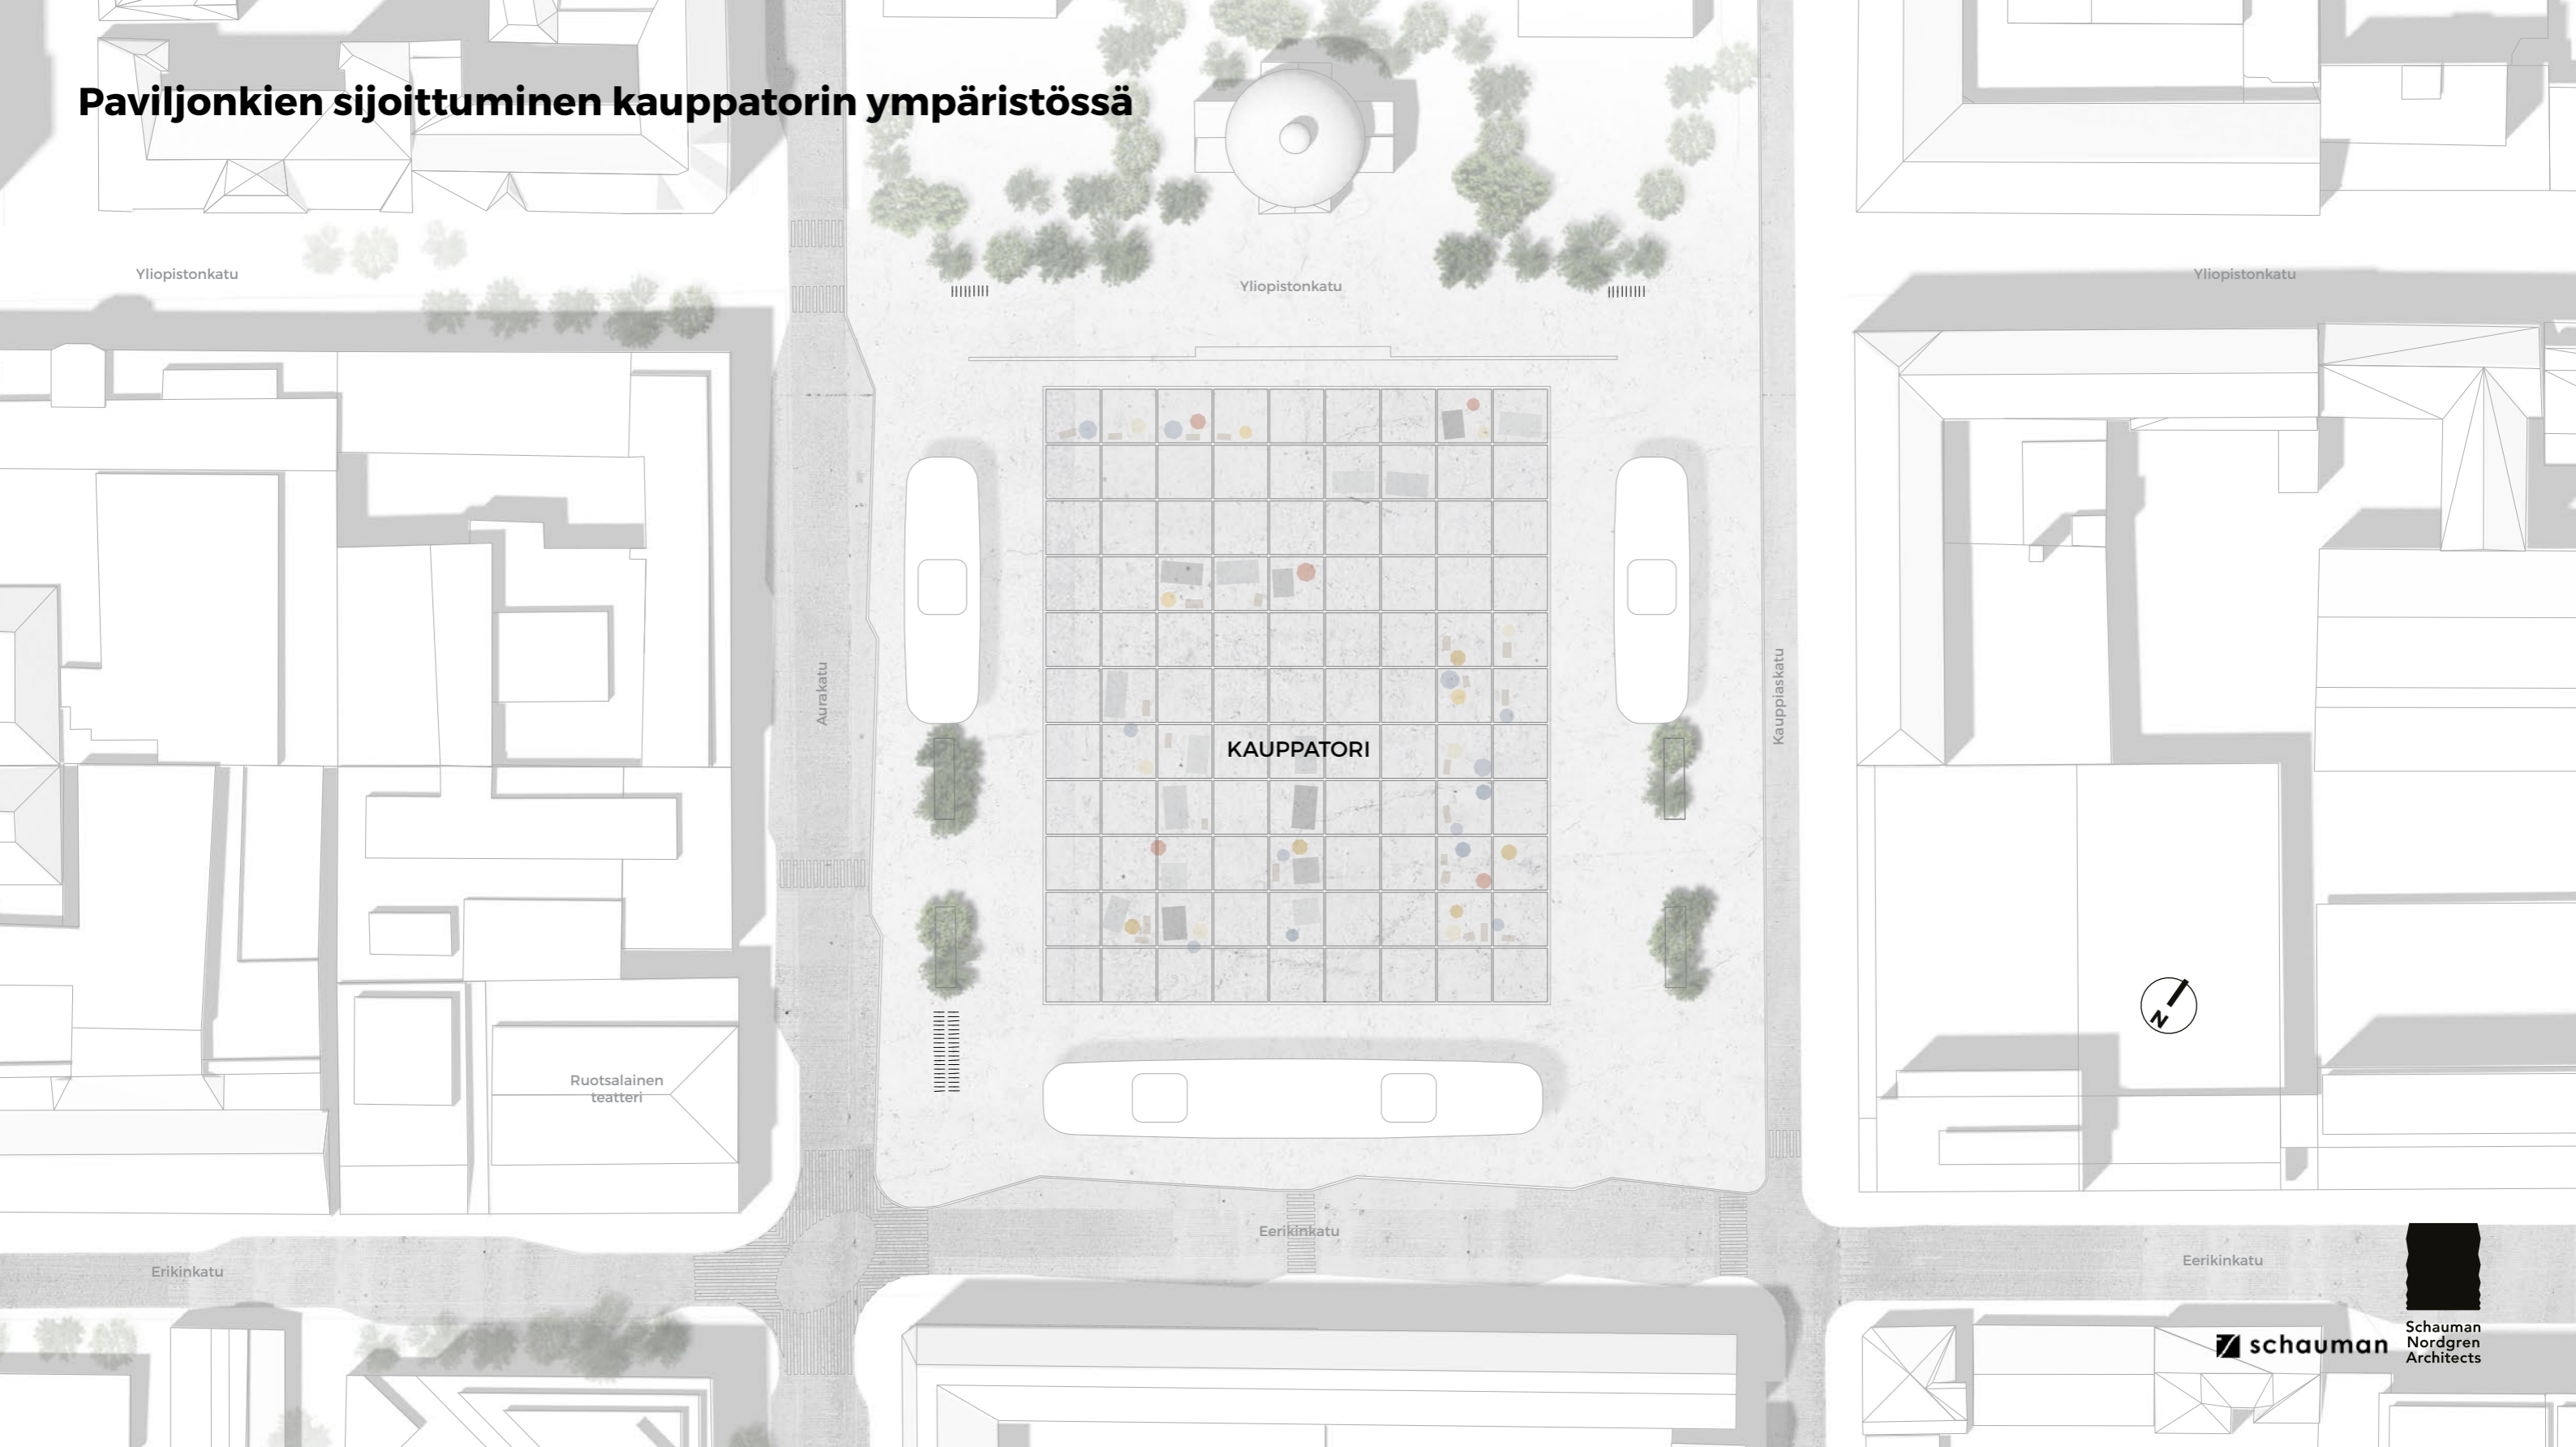 Paviljonkien sijoittuminen kauppatorin ympäristössä
Yliopistonkatu
Yliopistonkatu
Yliopistonkatu
Aurakatu
Kauppiaskatu
KAUPPATORI
N
Ruotsalainen
teatteri
Eerikinkatu
Erikinkatu
Eerikinkatu
schauman
Schauman
Nordgren
Architects